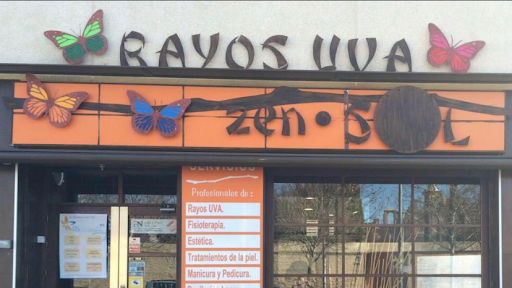 RAYOS UVA
zen • SOL
SERVICIOS
Profesionales de :
Rayos UVA.
Fisioterapia.
Estética.
Tratamientos de la piel.
Manicura y Pedicura.